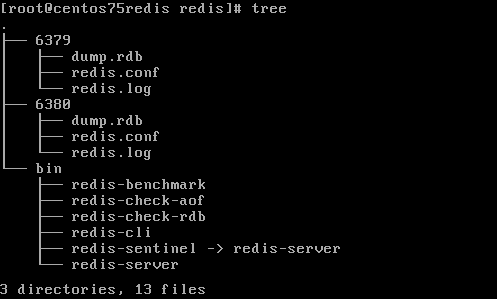 [root@centos75redis redis]# tree
.
├── 6379
│   ├── dump.rdb
│   ├── redis.conf
│   └── redis.log
├── 6380
│   ├── dump.rdb
│   ├── redis.conf
│   └── redis.log
└── bin
    ├── redis-benchmark
    ├── redis-check-aof
    ├── redis-check-rdb
    ├── redis-cli
    ├── redis-sentinel -> redis-server
    └── redis-server
3 directories, 13 files